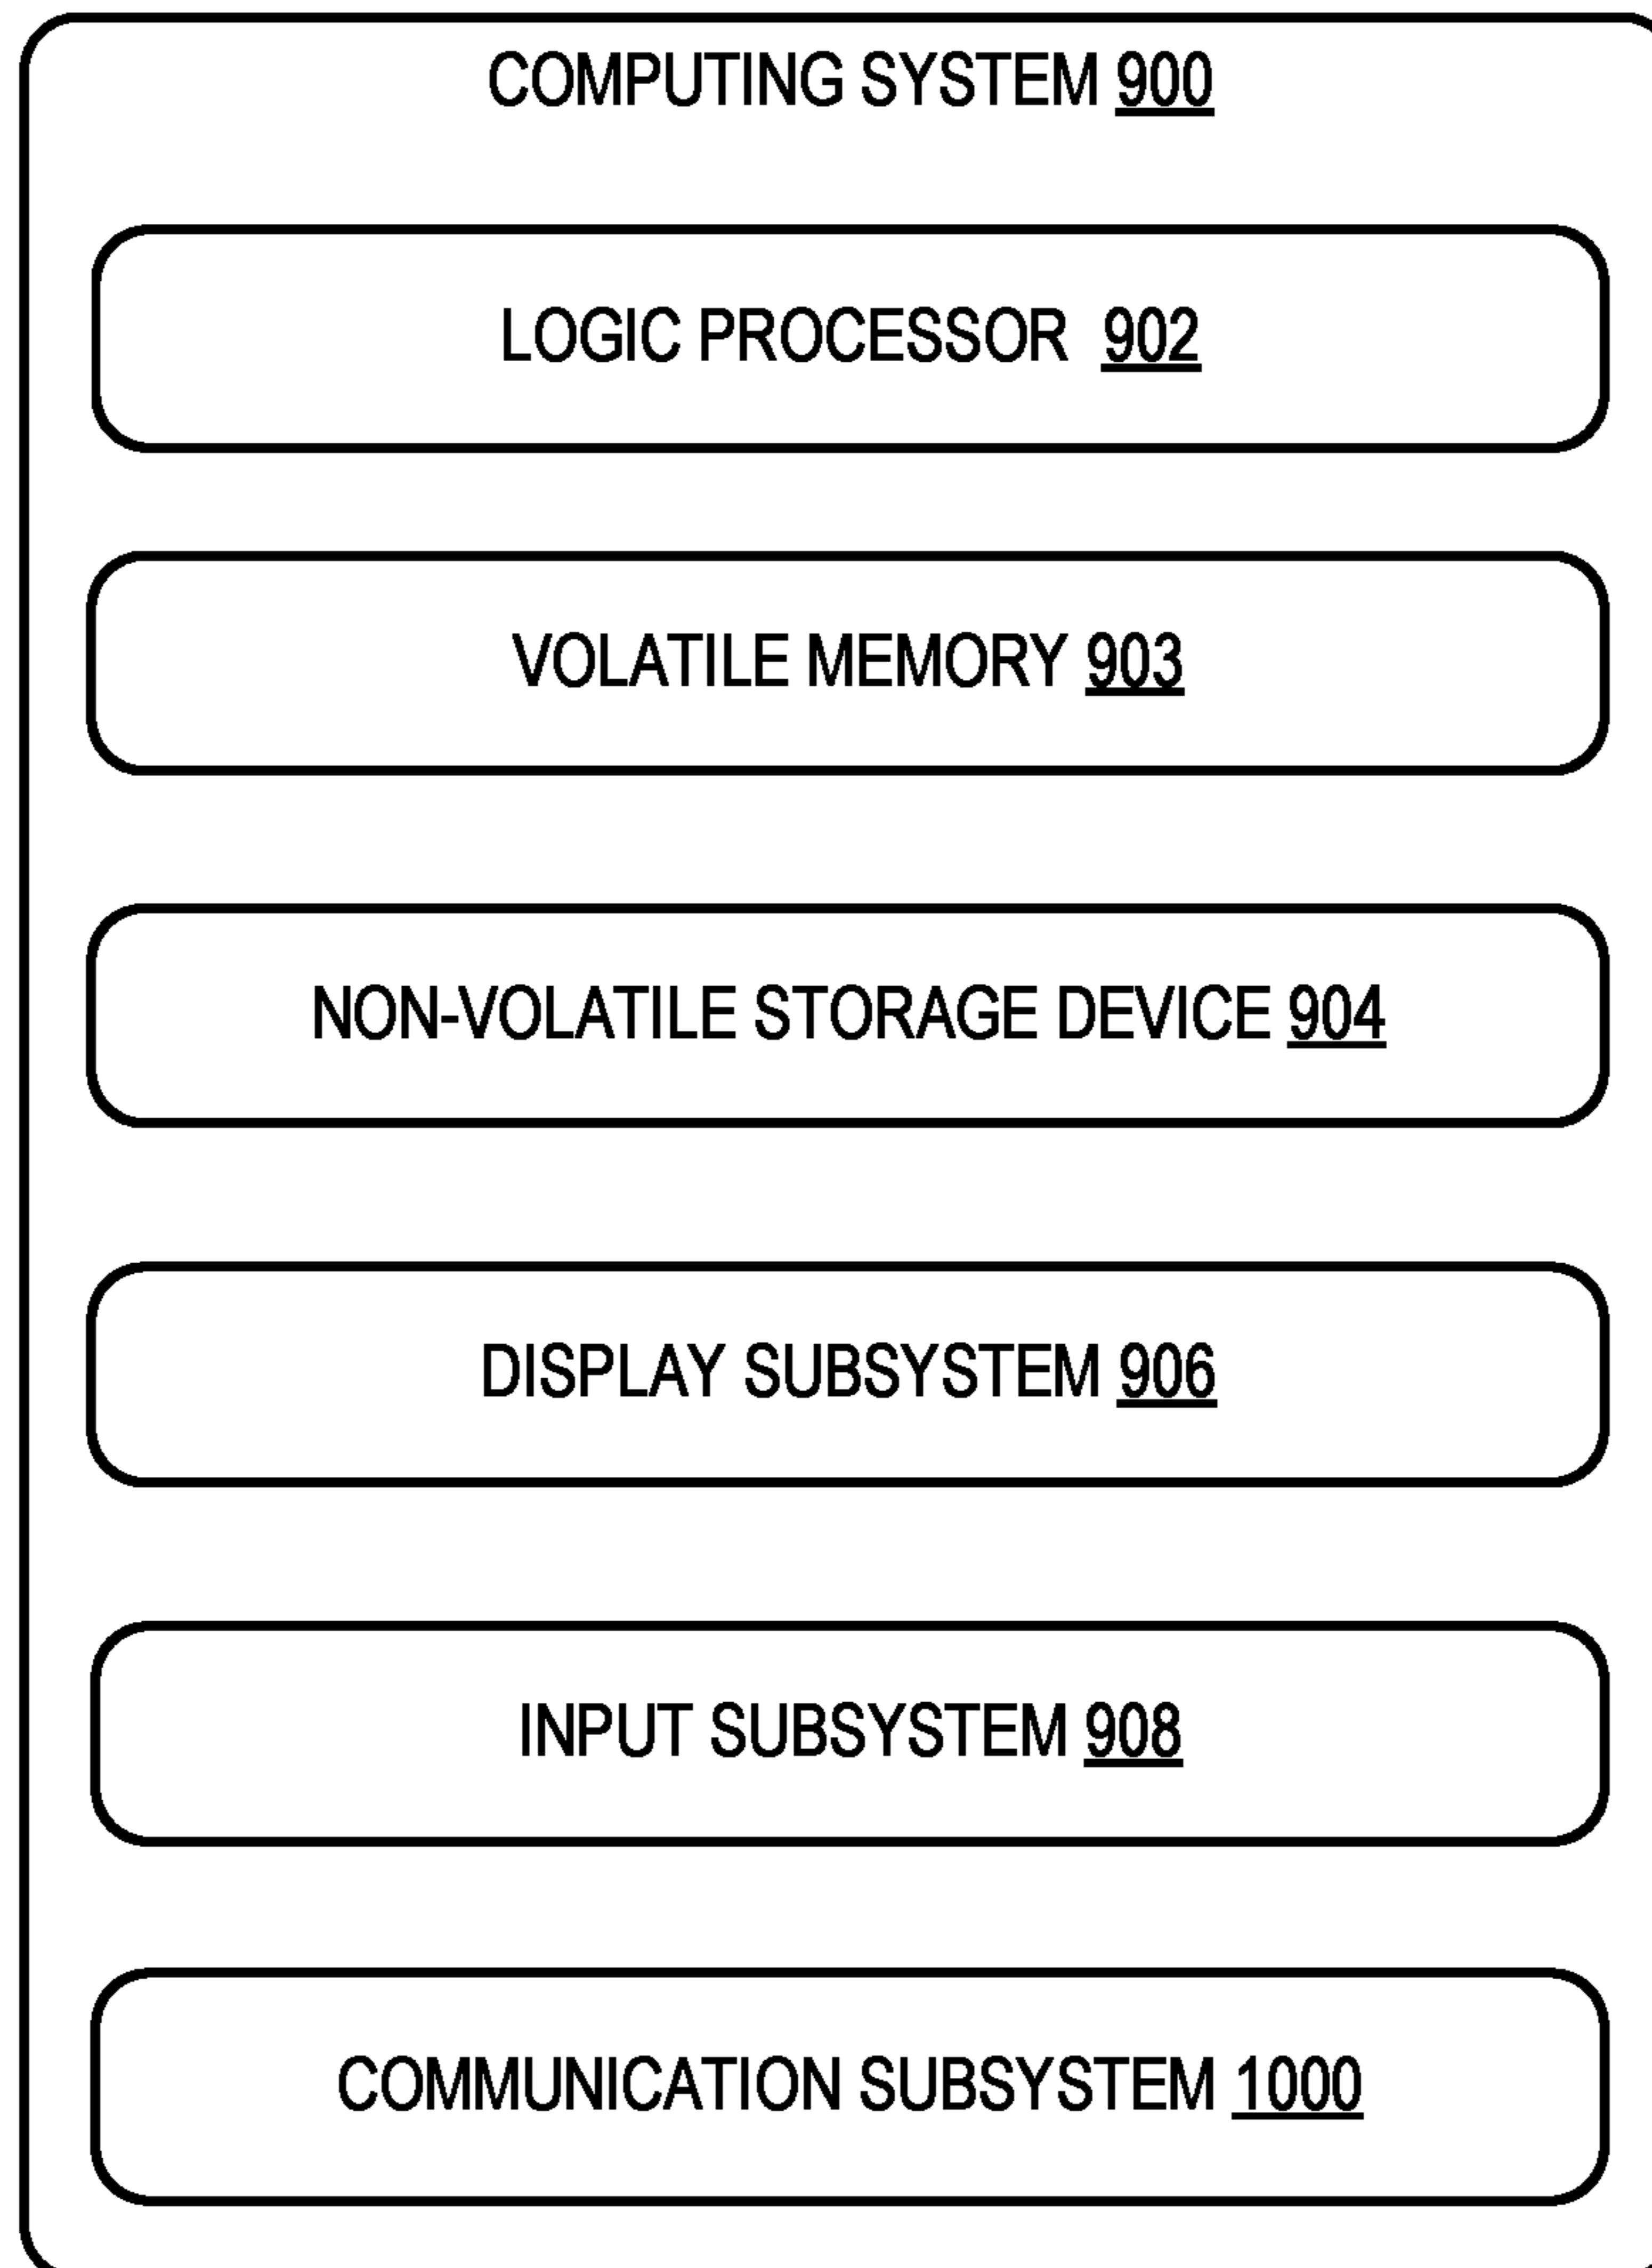 COMPUTING SYSTEM 900
LOGIC PROCESSOR 902
VOLATILE MEMORY 903
NON-VOLATILE STORAGE DEVICE 904
DISPLAY SUBSYSTEM 906
INPUT SUBSYSTEM 908
COMMUNICATION SUBSYSTEM 1000